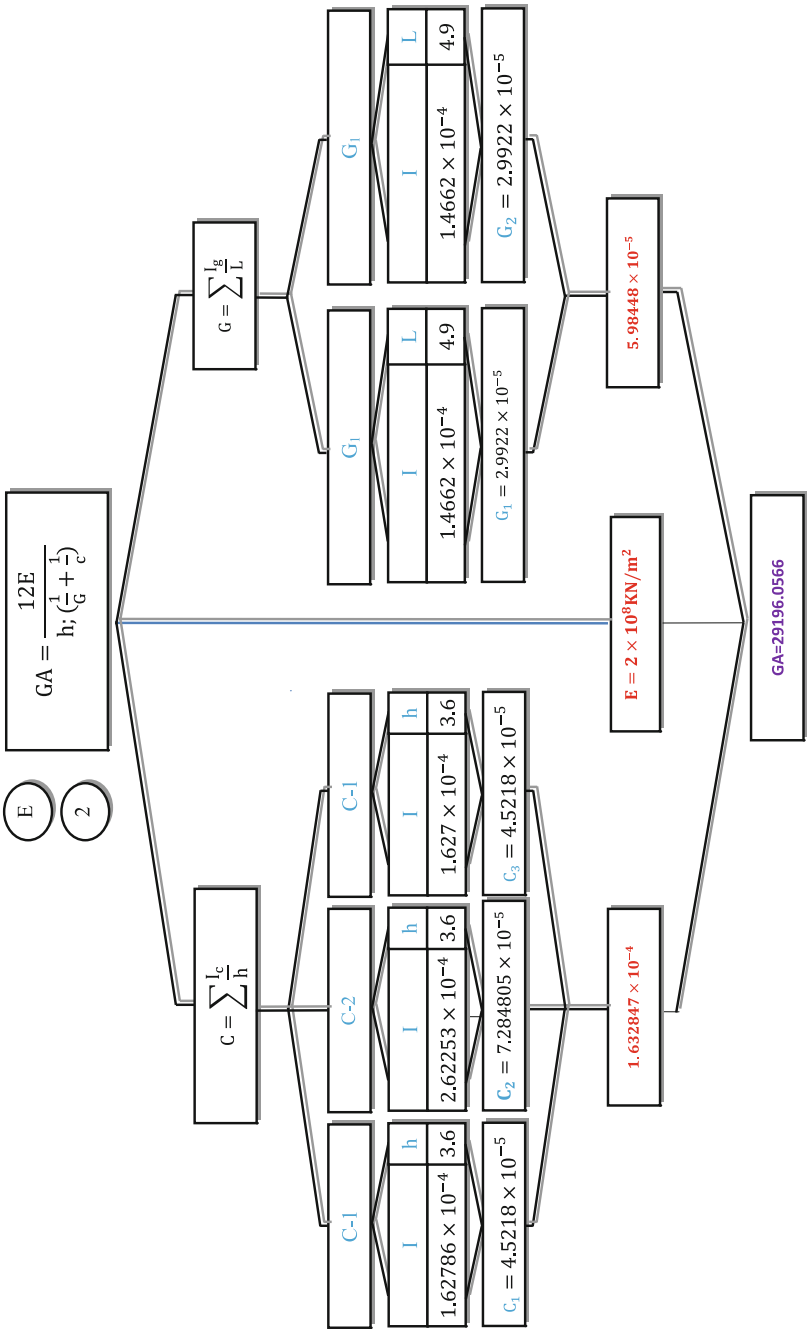 E
2
GA = 12E / h; (1/G + 1/c)
C = ∑ I_c/h
G = ∑ I_g/L
C-1
C-2
C-1
G₁
G₁
I h
1.62786 × 10⁻⁴ 3.6
I h
2.62253 × 10⁻⁴ 3.6
I h
1.627 × 10⁻⁴ 3.6
I L
1.4662 × 10⁻⁴ 4.9
I L
1.4662 × 10⁻⁴ 4.9
C₁ = 4.5218 × 10⁻⁵
C₂ = 7.284805 × 10⁻⁵
C₃ = 4.5218 × 10⁻⁵
G₁ = 2.9922 × 10⁻⁵
G₂ = 2.9922 × 10⁻⁵
1.632847 × 10⁻⁴
E = 2 × 10⁸KN/m²
5.98448 × 10⁻⁵
GA=29196.0566